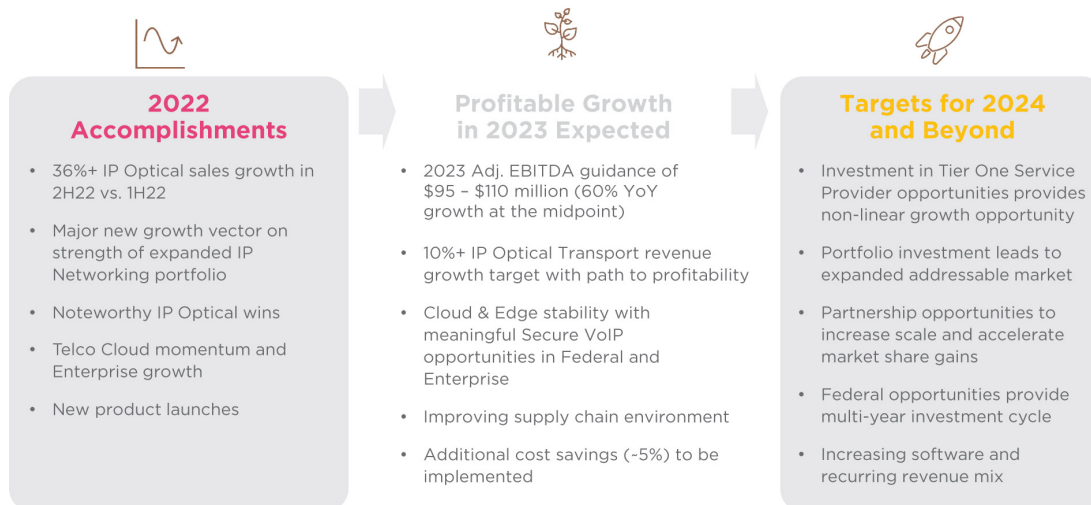 2022
Accomplishments
• 36%+ IP Optical sales growth in
2H22 vs. 1H22
• Major new growth vector on
strength of expanded IP
Networking portfolio
• Noteworthy IP Optical wins
• Telco Cloud momentum and
Enterprise growth
• New product launches
Profitable Growth
in 2023 Expected
• 2023 Adj. EBITDA guidance of
$95 – $110 million (60% YoY
growth at the midpoint)
• 10%+ IP Optical Transport revenue
growth target with path to profitability
• Cloud & Edge stability with
meaningful Secure VoIP
opportunities in Federal and
Enterprise
• Improving supply chain environment
• Additional cost savings (~5%) to be
implemented
Targets for 2024
and Beyond
• Investment in Tier One Service
Provider opportunities provides
non-linear growth opportunity
• Portfolio investment leads to
expanded addressable market
• Partnership opportunities to
increase scale and accelerate
market share gains
• Federal opportunities provide
multi-year investment cycle
• Increasing software and
recurring revenue mix